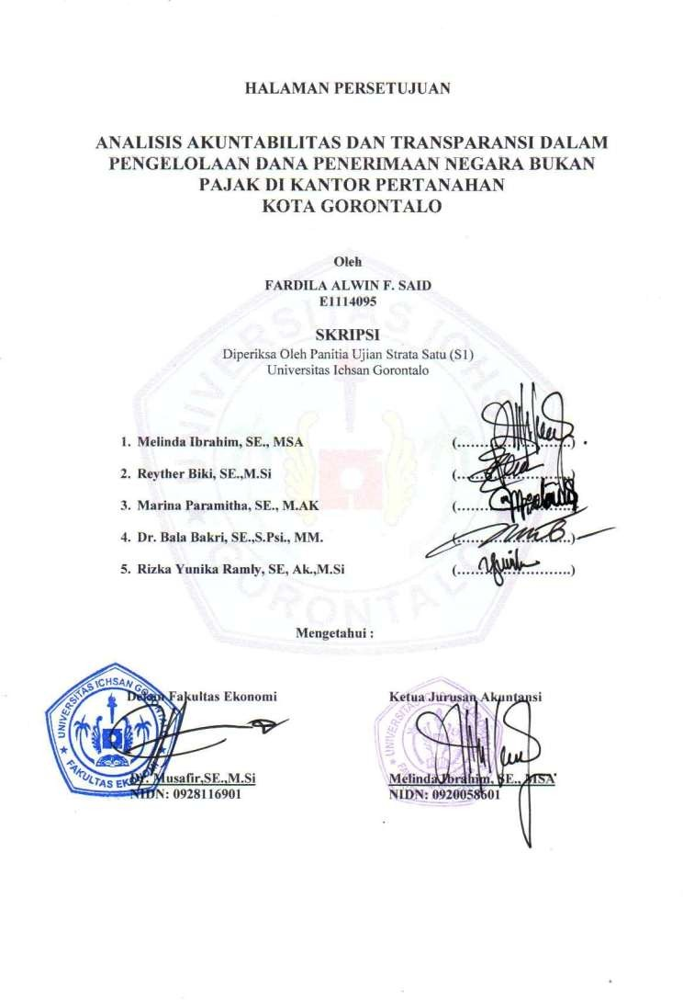 HALAMAN PERSETUJUAN
ANALISIS AKUNTABILITAS DAN TRANSPARANSI DALAM
PENGELOLAAN DANA PENERIMAAN NEGARA BUKAN
PAJAK DI KANTOR PERTANAHAN
KOTA GORONTALO
Oleh
FARDILA ALWIN F. SAID
E1114095
SKRIPSI
Diperiksa Oleh Panitia Ujian Strata Satu (S1)
Universitas Ichsan Gorontalo
1. Melinda Ibrahim, SE., MSA (..........................)
2. Reyther Biki, SE.,M.Si (..........................)
3. Marina Paramitha, SE., M.AK (..........................)
4. Dr. Bala Bakri, SE.,S.Psi., MM. (..........................)
5. Rizka Yunika Ramly, SE, Ak.,M.Si (..........................)
UNIVERSITAS ICHSAN
GORONTALO
Mengetahui :
Dekan Fakultas Ekonomi
Dr. Musafir,SE.,M.Si
NIDN: 0928116901
UNIVERSITAS ICHSAN GORONTALO
FAKULTAS EKONOMI
Ketua Jurusan Akuntansi
Melinda Ibrahim, SE., MSA
NIDN: 0920058601